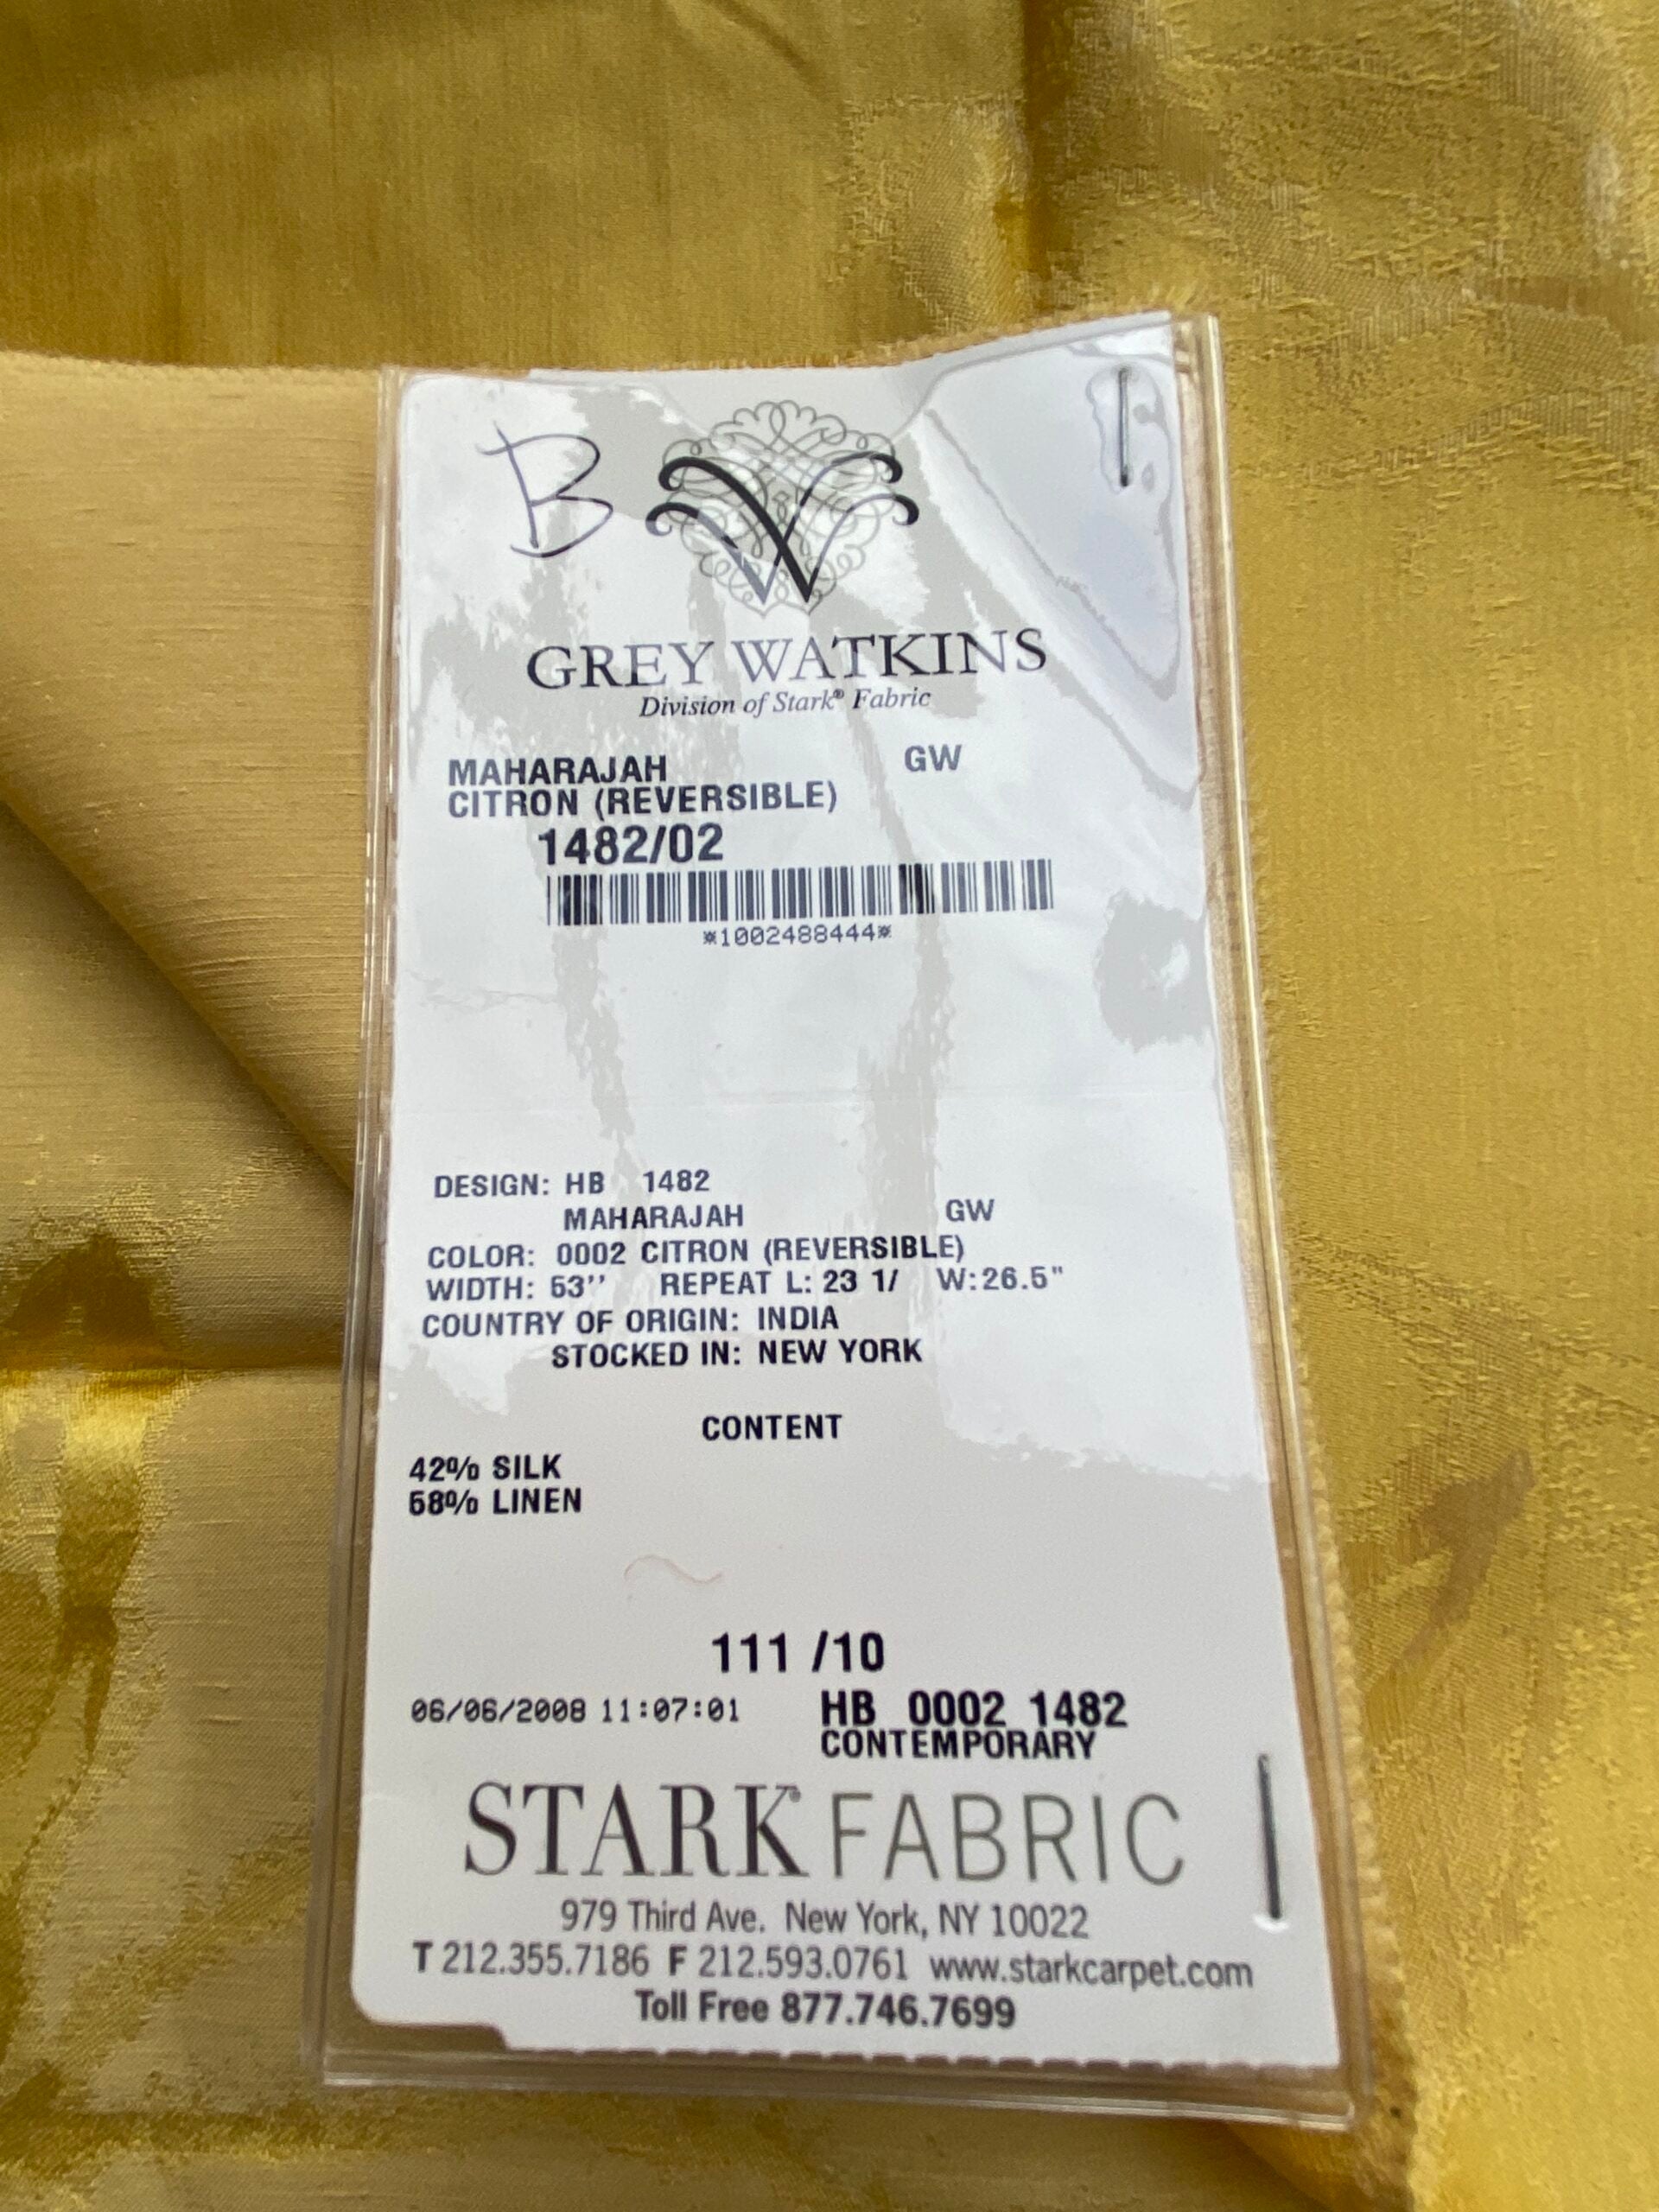 B
GREY WATKINS
Division of Stark® Fabric
MAHARAJAH GW
CITRON (REVERSIBLE)
1482/02
*1002488444*
DESIGN: HB 1482
MAHARAJAH GW
COLOR: 0002 CITRON (REVERSIBLE)
WIDTH: 53'' REPEAT L: 23 1/ W:26.5"
COUNTRY OF ORIGIN: INDIA
STOCKED IN: NEW YORK
CONTENT
42% SILK
58% LINEN
111 /10
06/06/2008 11:07:01 HB 0002 1482
CONTEMPORARY
STARK® FABRIC
979 Third Ave. New York, NY 10022
T 212.355.7186 F 212.593.0761 www.starkcarpet.com
Toll Free 877.746.7699